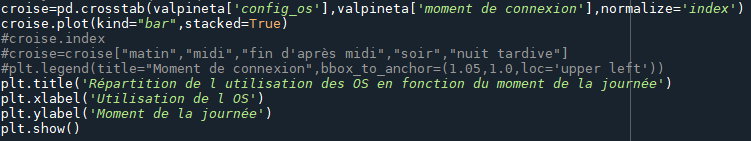 croise=pd.crosstab(valpineta['config_os'],valpineta['moment de connexion'],normalize='index')
croise.plot(kind="bar",stacked=True)
#croise.index
#croise=croise["matin","midi","fin d'après midi","soir","nuit tardive"]
#plt.legend(title="Moment de connexion",bbox_to_anchor=(1.05,1.0,loc='upper left'))
plt.title('Répartition de l utilisation des OS en fonction du moment de la journée')
plt.xlabel('Utilisation de l OS')
plt.ylabel('Moment de la journée')
plt.show()